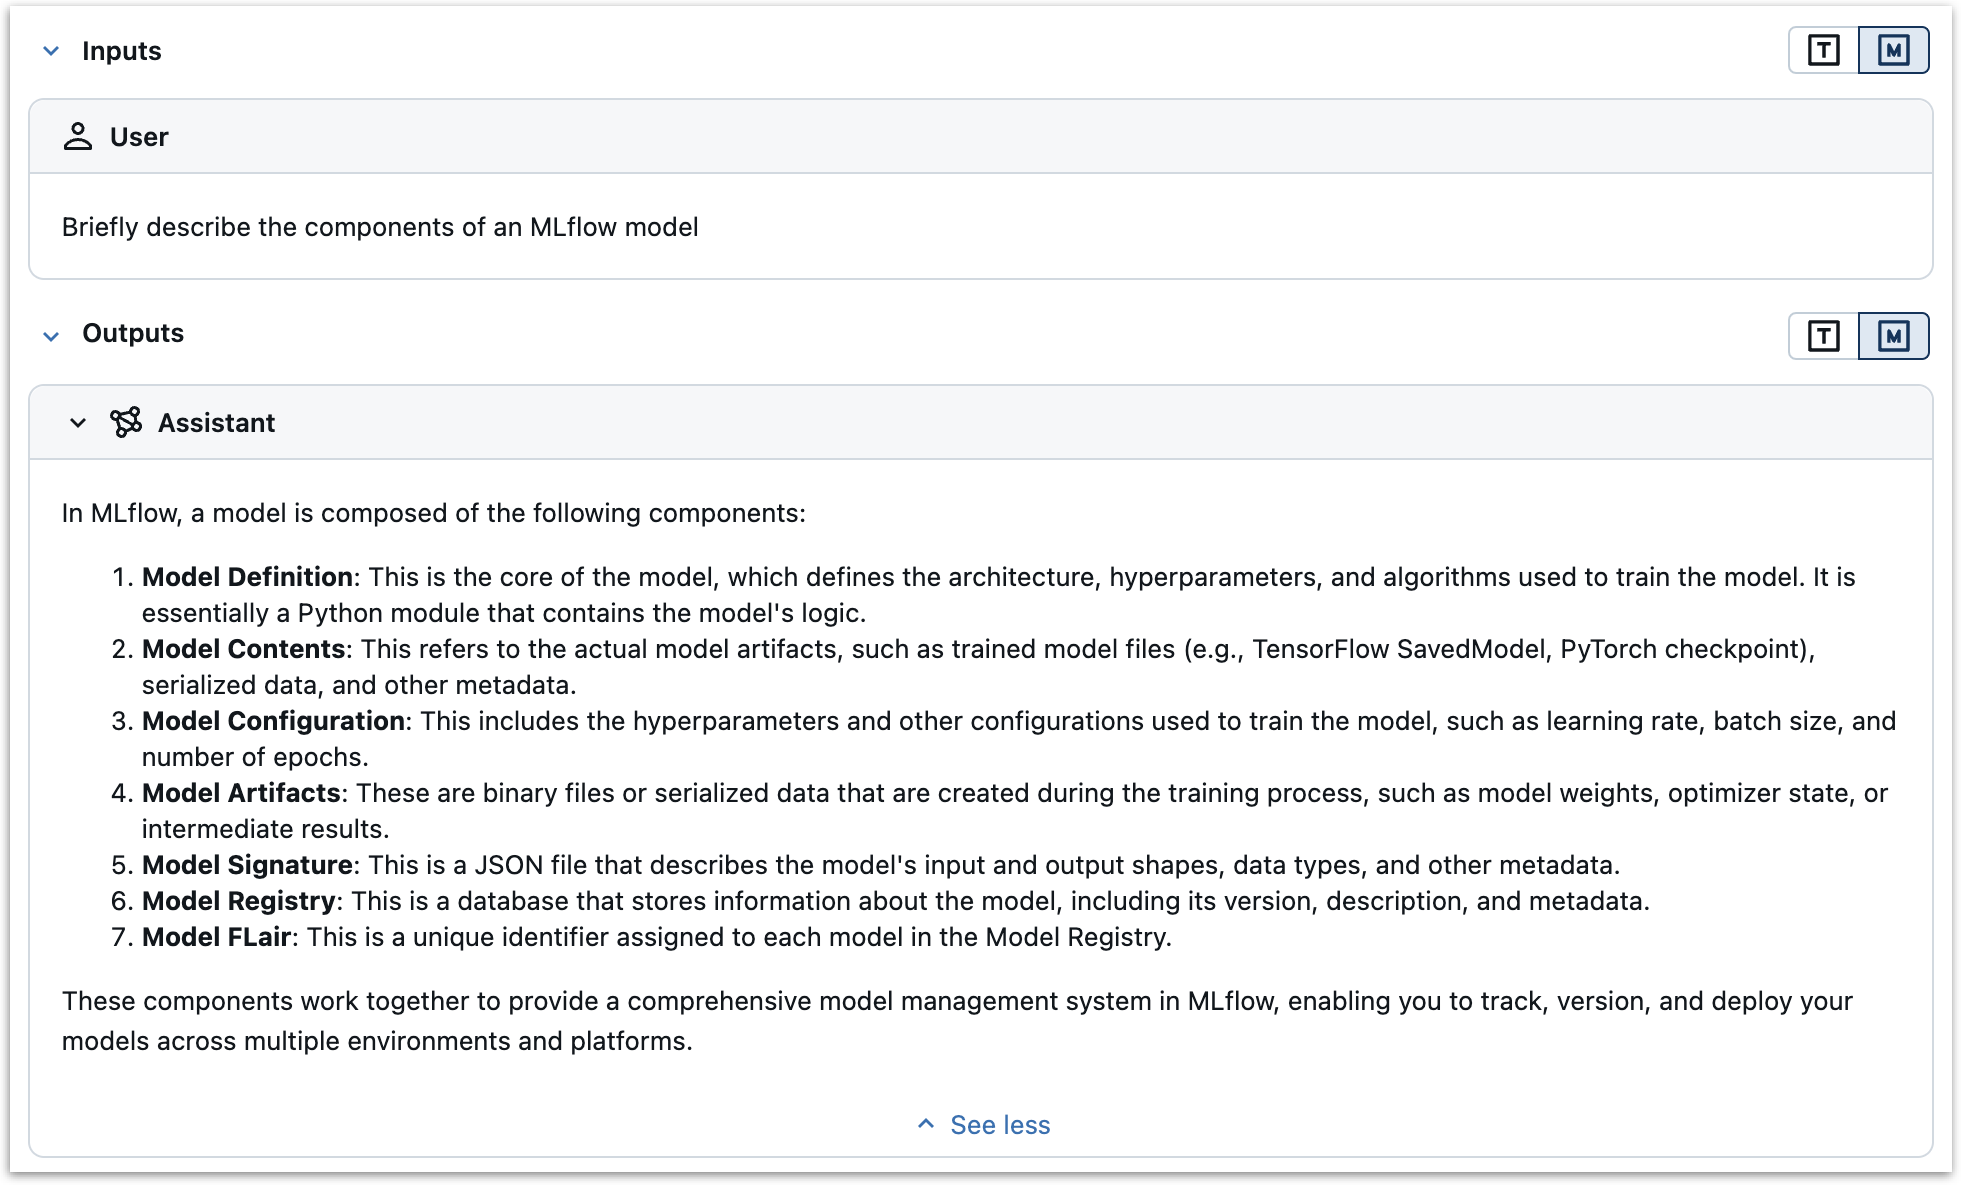 Inputs
T M
User
Briefly describe the components of an MLflow model
Outputs
T M
Assistant
In MLflow, a model is composed of the following components:
1. Model Definition: This is the core of the model, which defines the architecture, hyperparameters, and algorithms used to train the model. It is
essentially a Python module that contains the model's logic.
2. Model Contents: This refers to the actual model artifacts, such as trained model files (e.g., TensorFlow SavedModel, PyTorch checkpoint),
serialized data, and other metadata.
3. Model Configuration: This includes the hyperparameters and other configurations used to train the model, such as learning rate, batch size, and
number of epochs.
4. Model Artifacts: These are binary files or serialized data that are created during the training process, such as model weights, optimizer state, or
intermediate results.
5. Model Signature: This is a JSON file that describes the model's input and output shapes, data types, and other metadata.
6. Model Registry: This is a database that stores information about the model, including its version, description, and metadata.
7. Model FLair: This is a unique identifier assigned to each model in the Model Registry.
These components work together to provide a comprehensive model management system in MLflow, enabling you to track, version, and deploy your
models across multiple environments and platforms.
See less